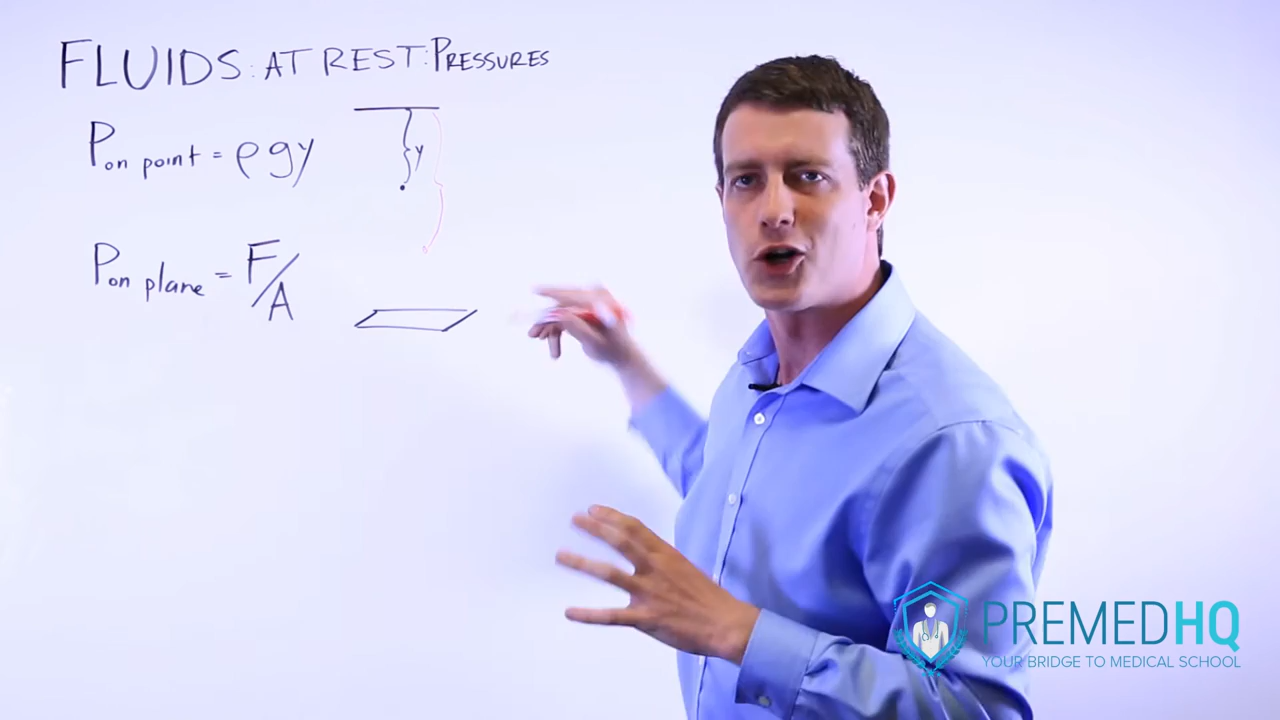 FLUIDS: AT REST: PRESSURES
P on point = ρgy
y
P on plane = F/A
PREMEDHQ
YOUR BRIDGE TO MEDICAL SCHOOL